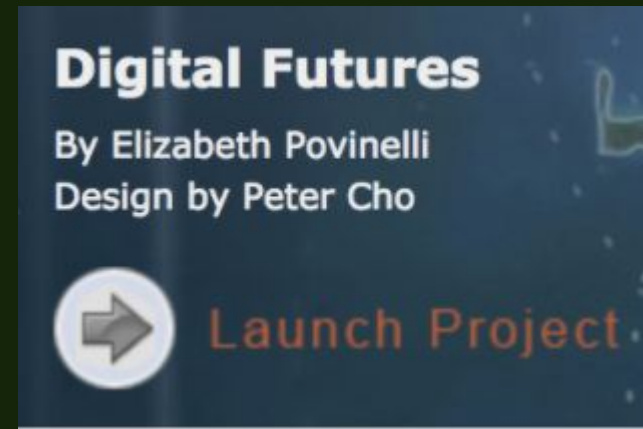 Digital Futures
By Elizabeth Povinelli
Design by Peter Cho
Launch Project